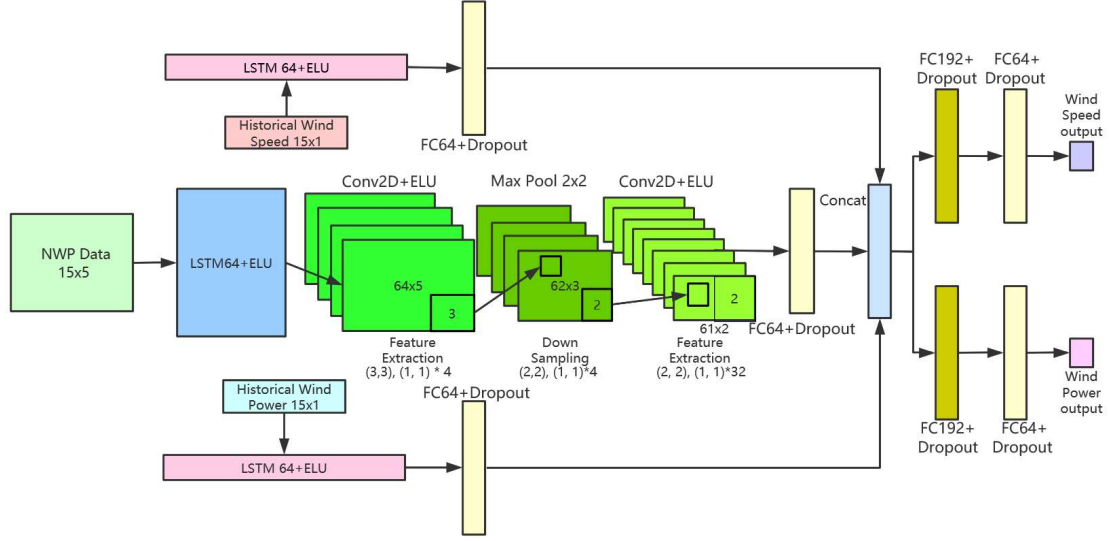 LSTM 64+ELU
Historical Wind
Speed 15x1
FC64+Dropout
NWP Data
15x5
LSTM64+ELU
Conv2D+ELU
64x5
3
Feature
Extraction
(3,3), (1, 1) * 4
Max Pool 2x2
62x3
2
Down
Sampling
(2,2), (1, 1)*4
Conv2D+ELU
2
61x2
Feature
Extraction
(2, 2), (1, 1)*32
FC64+Dropout
Concat
Historical Wind
Power 15x1
LSTM 64+ELU
FC64+Dropout
FC192+
Dropout
FC64+
Dropout
Wind
Speed
output
FC192+
Dropout
FC64+
Dropout
Wind
Power
output